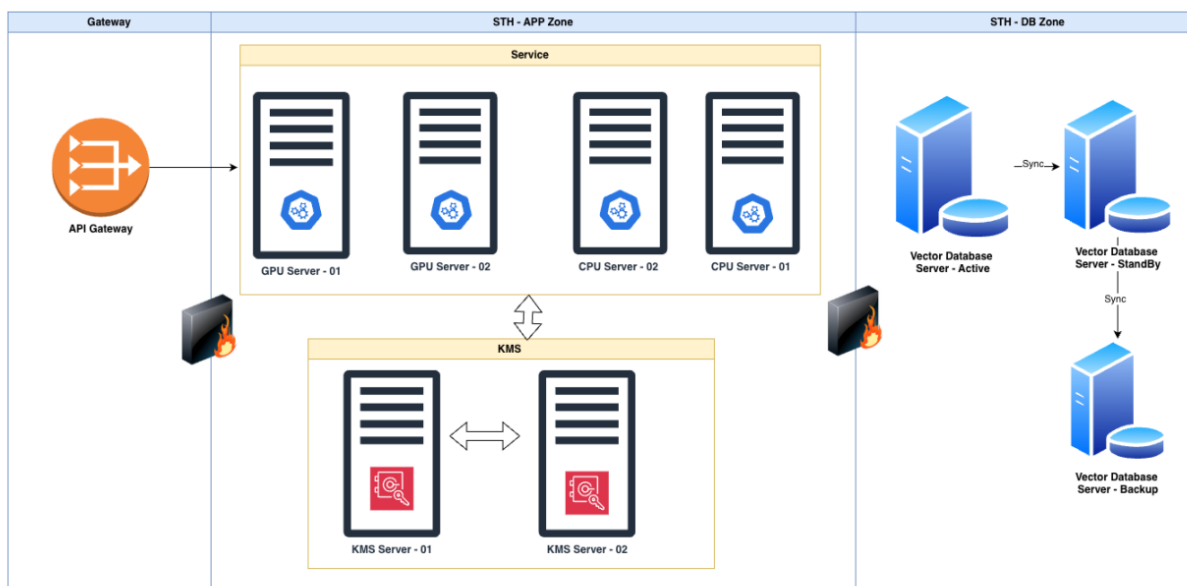 Gateway
STH - APP Zone
STH - DB Zone
Service
API Gateway
GPU Server - 01
GPU Server - 02
CPU Server - 02
CPU Server - 01
Sync
Vector Database
Server - Active
Vector Database
Server - StandBy
Sync
KMS
KMS Server - 01
KMS Server - 02
Vector Database
Server - Backup